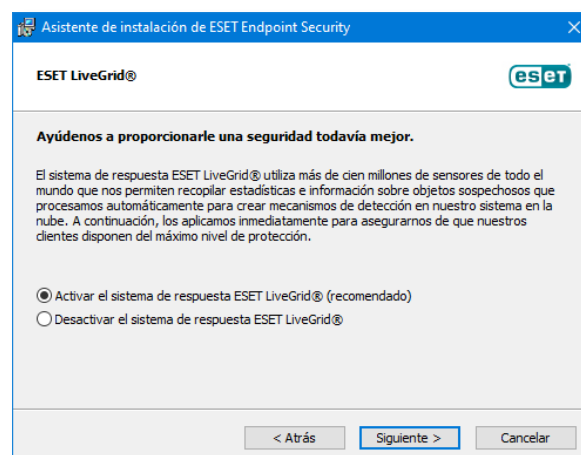 Asistente de instalación de ESET Endpoint Security
ESET LiveGrid®
eseT
Ayúdenos a proporcionarle una seguridad todavía mejor.
El sistema de respuesta ESET LiveGrid® utiliza más de cien millones de sensores de todo el
mundo que nos permiten recopilar estadísticas e información sobre objetos sospechosos que
procesamos automáticamente para crear mecanismos de detección en nuestro sistema en la
nube. A continuación, los aplicamos inmediatamente para asegurarnos de que nuestros
clientes disponen del máximo nivel de protección.
Activar el sistema de respuesta ESET LiveGrid® (recomendado)
Desactivar el sistema de respuesta ESET LiveGrid®
< Atrás
Siguiente >
Cancelar